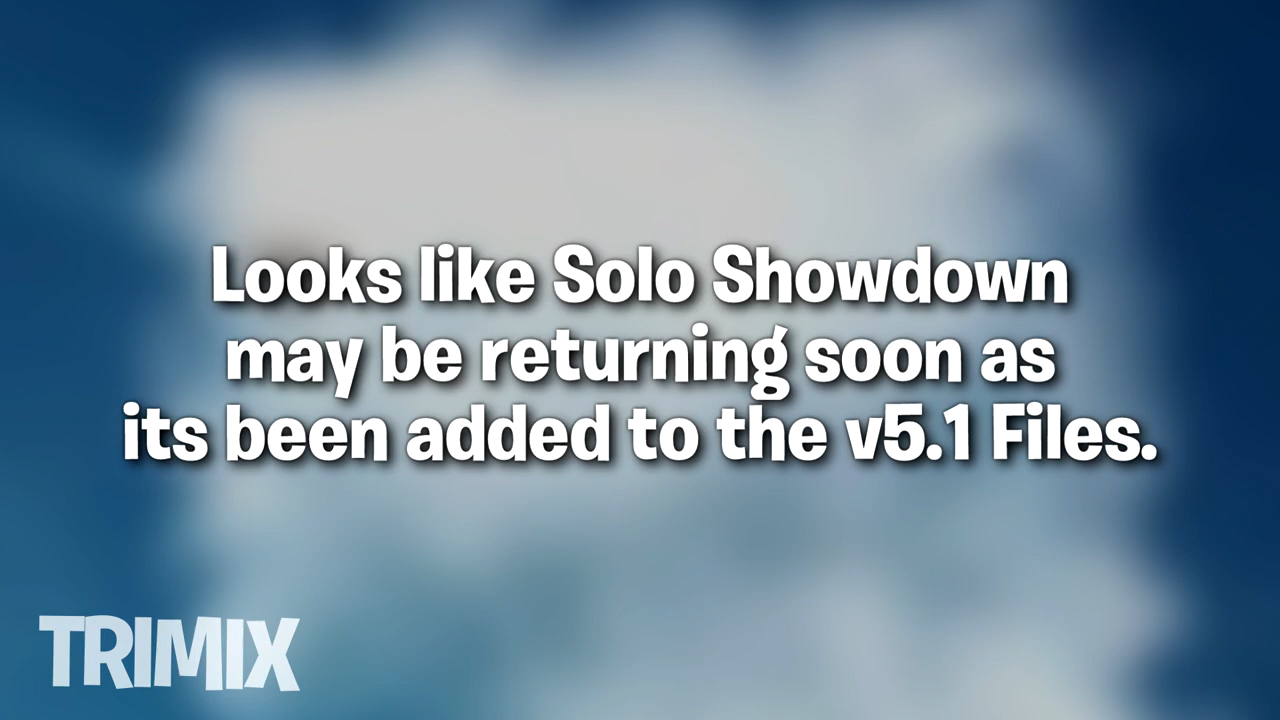 Looks like Solo Showdown
may be returning soon as
its been added to the v5.1 Files.
TRIMIX